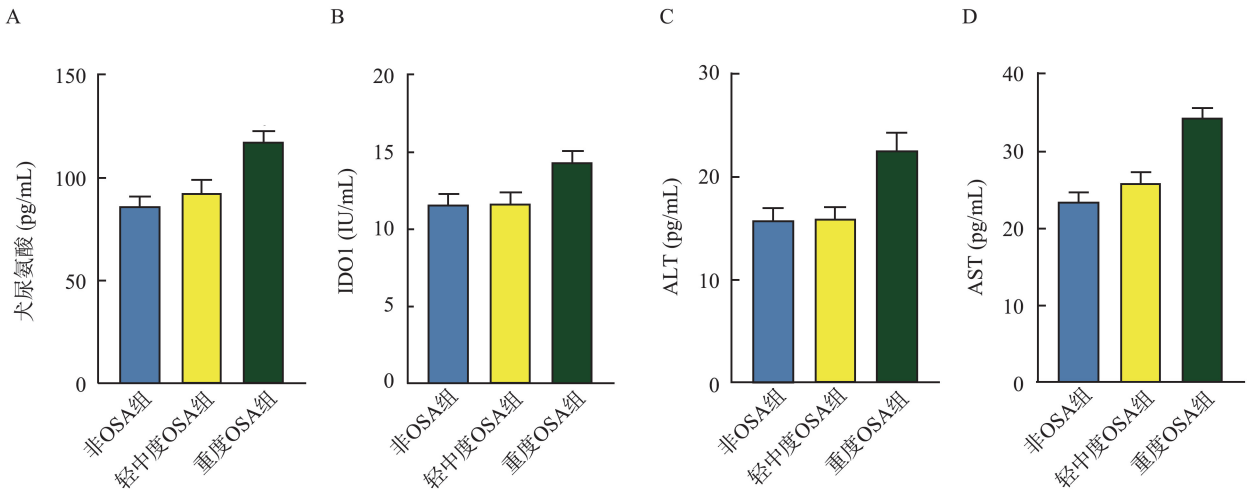 A
犬尿氨酸 (pg/mL)
150
100
50
0
非OSA组
轻中度OSA组
重度OSA组
B
IDO1 (IU/mL)
20
15
10
5
0
非OSA组
轻中度OSA组
重度OSA组
C
ALT (pg/mL)
30
20
10
0
非OSA组
轻中度OSA组
重度OSA组
D
AST (pg/mL)
40
30
20
10
0
非OSA组
轻中度OSA组
重度OSA组